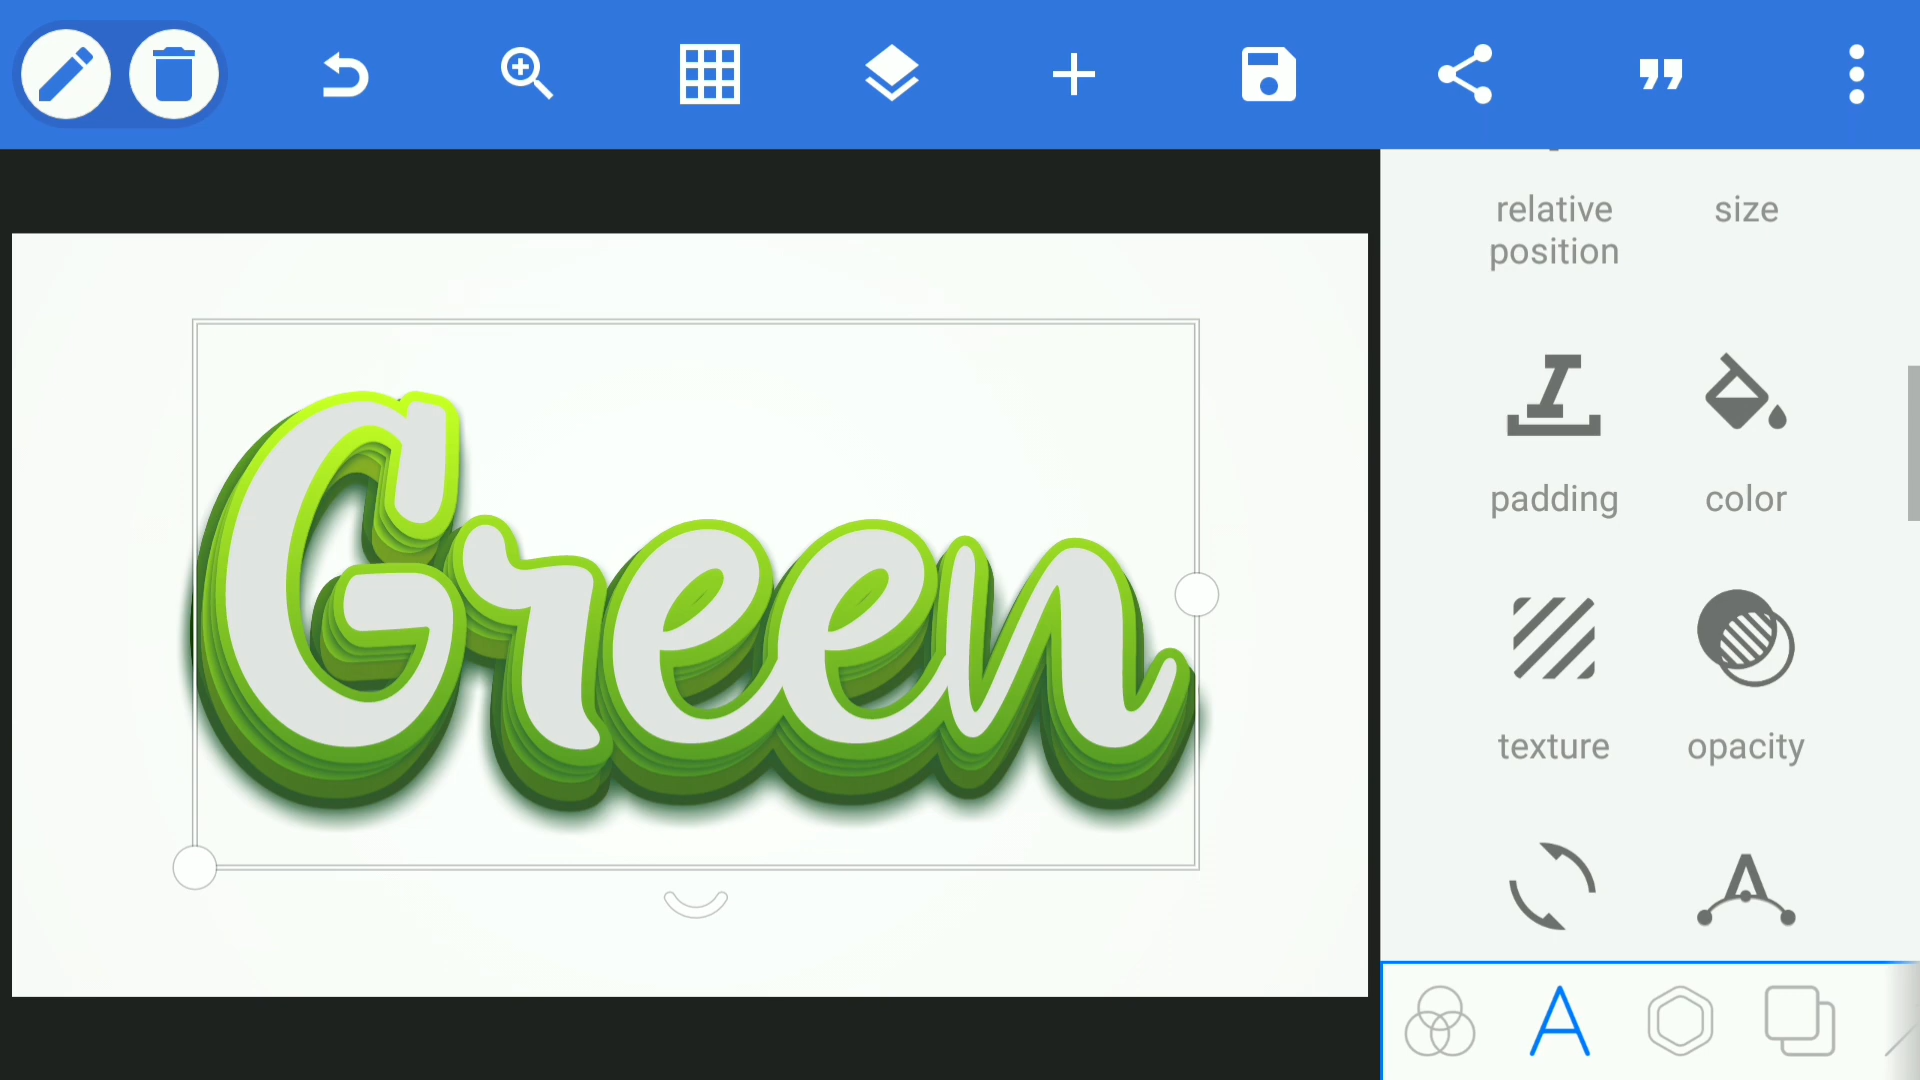 relative
position
size
padding
color
texture
opacity
Green